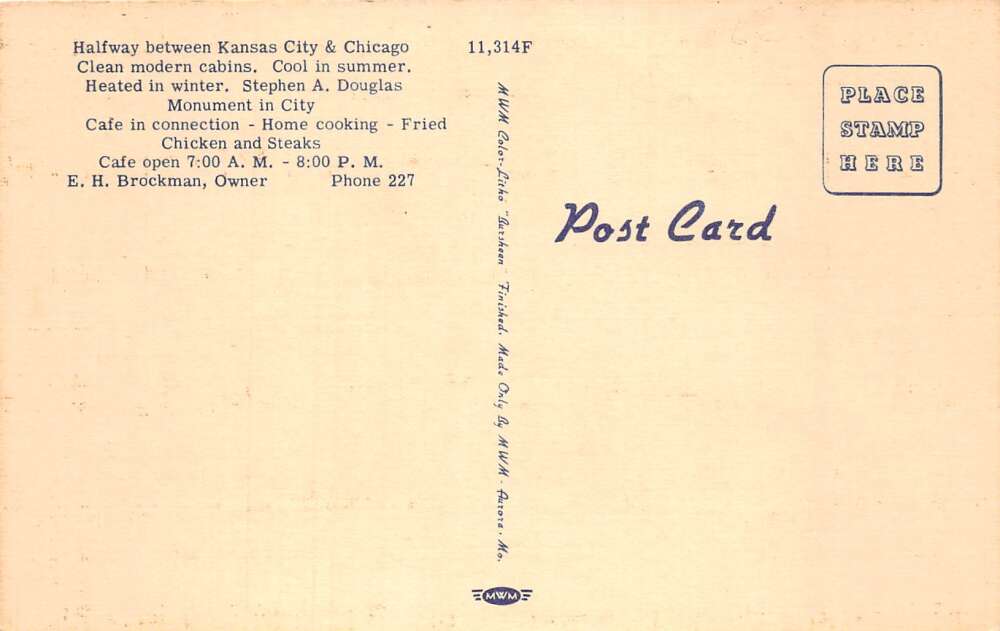 Halfway between Kansas City & Chicago
Clean modern cabins. Cool in summer.
Heated in winter. Stephen A. Douglas
Monument in City
Cafe in connection - Home cooking - Fried
Chicken and Steaks
Cafe open 7:00 A. M. - 8:00 P. M.
E. H. Brockman, Owner Phone 227
11,314F
MWM Color-Litho "Aursheen" Finished. Made Only By MWM - Aurora - Mo.
MWM
Post Card
PLACE
STAMP
HERE